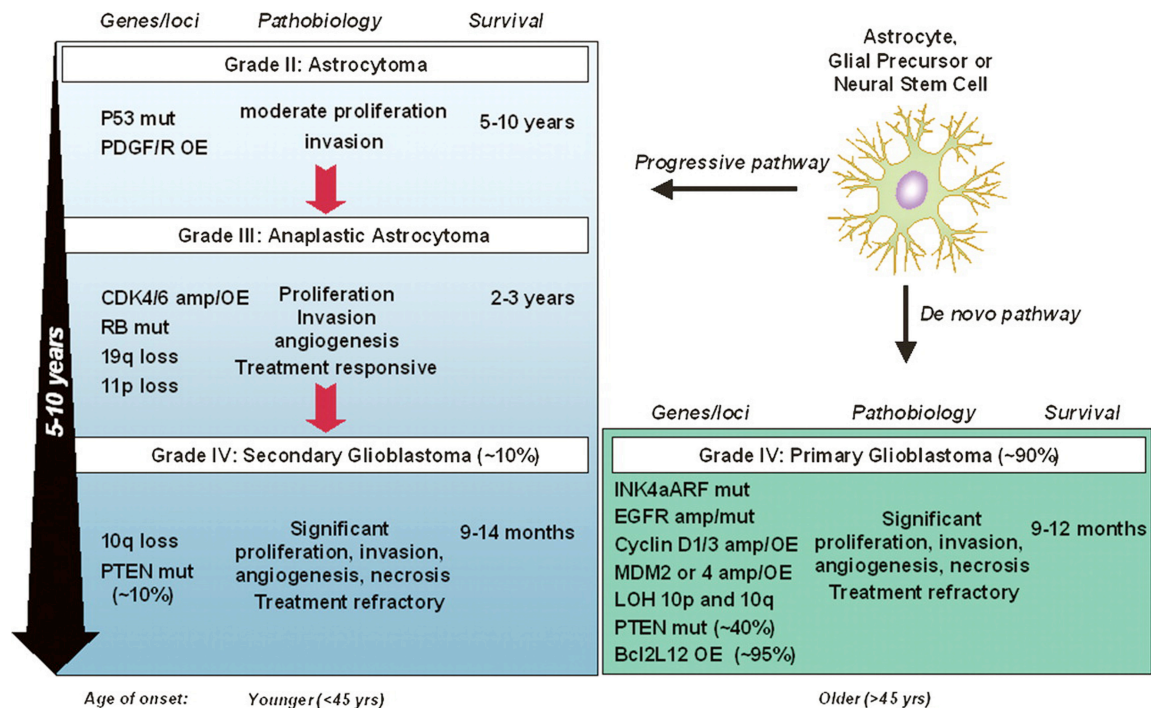 Genes/loci Pathobiology Survival
Grade II: Astrocytoma
P53 mut
PDGF/R OE
moderate proliferation
invasion
5-10 years
Grade III: Anaplastic Astrocytoma
CDK4/6 amp/OE
RB mut
19q loss
11p loss
Proliferation
Invasion
angiogenesis
Treatment responsive
2-3 years
Grade IV: Secondary Glioblastoma (~10%)
10q loss
PTEN mut
(~10%)
Significant
proliferation, invasion,
angiogenesis, necrosis
Treatment refractory
9-14 months
5-10 years
Age of onset: Younger (<45 yrs)
Astrocyte,
Glial Precursor or
Neural Stem Cell
Progressive pathway
De novo pathway
Genes/loci Pathobiology Survival
Grade IV: Primary Glioblastoma (~90%)
INK4aARF mut
EGFR amp/mut
Cyclin D1/3 amp/OE
MDM2 or 4 amp/OE
LOH 10p and 10q
PTEN mut (~40%)
Bcl2L12 OE (~95%)
Significant
proliferation, invasion,
angiogenesis, necrosis
Treatment refractory
9-12 months
Older (>45 yrs)